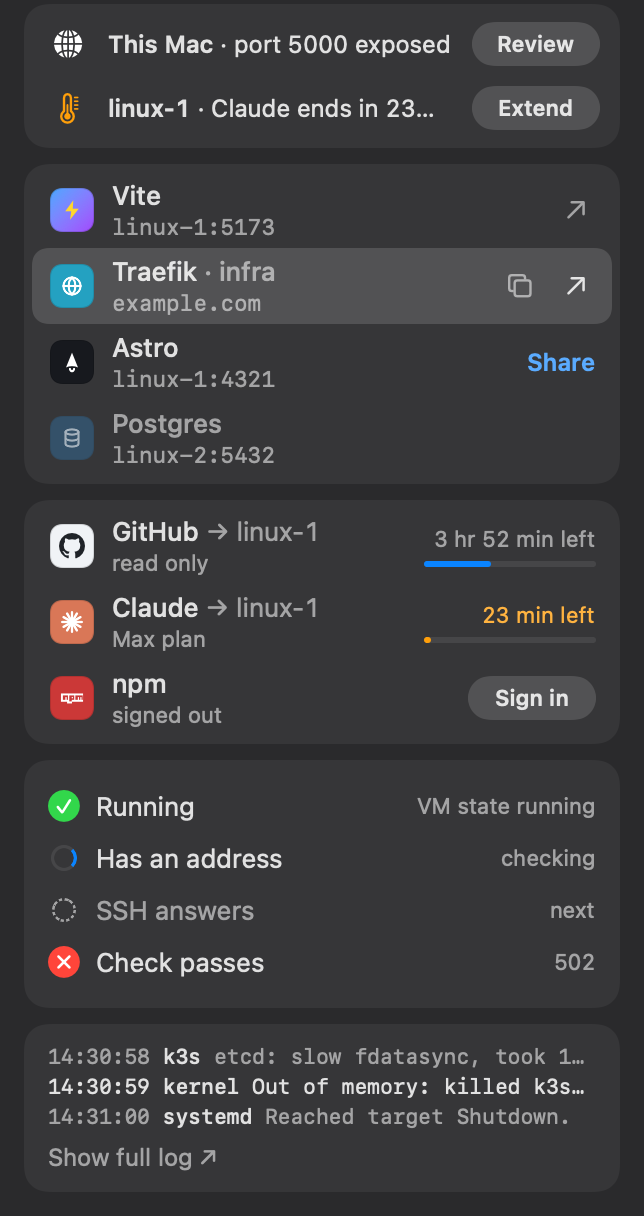 This Mac · port 5000 exposed
Review
linux-1 · Claude ends in 23…
Extend
Vite
linux-1:5173
Traefik · infra
example.com
Astro
linux-1:4321
Share
Postgres
linux-2:5432
GitHub → linux-1
read only
3 hr 52 min left
Claude → linux-1
Max plan
23 min left
npm
npm
signed out
Sign in
Running
VM state running
Has an address
checking
SSH answers
next
Check passes
502
14:30:58 k3s etcd: slow fdatasync, took 1…
14:30:59 kernel Out of memory: killed k3s…
14:31:00 systemd Reached target Shutdown.
Show full log ↗